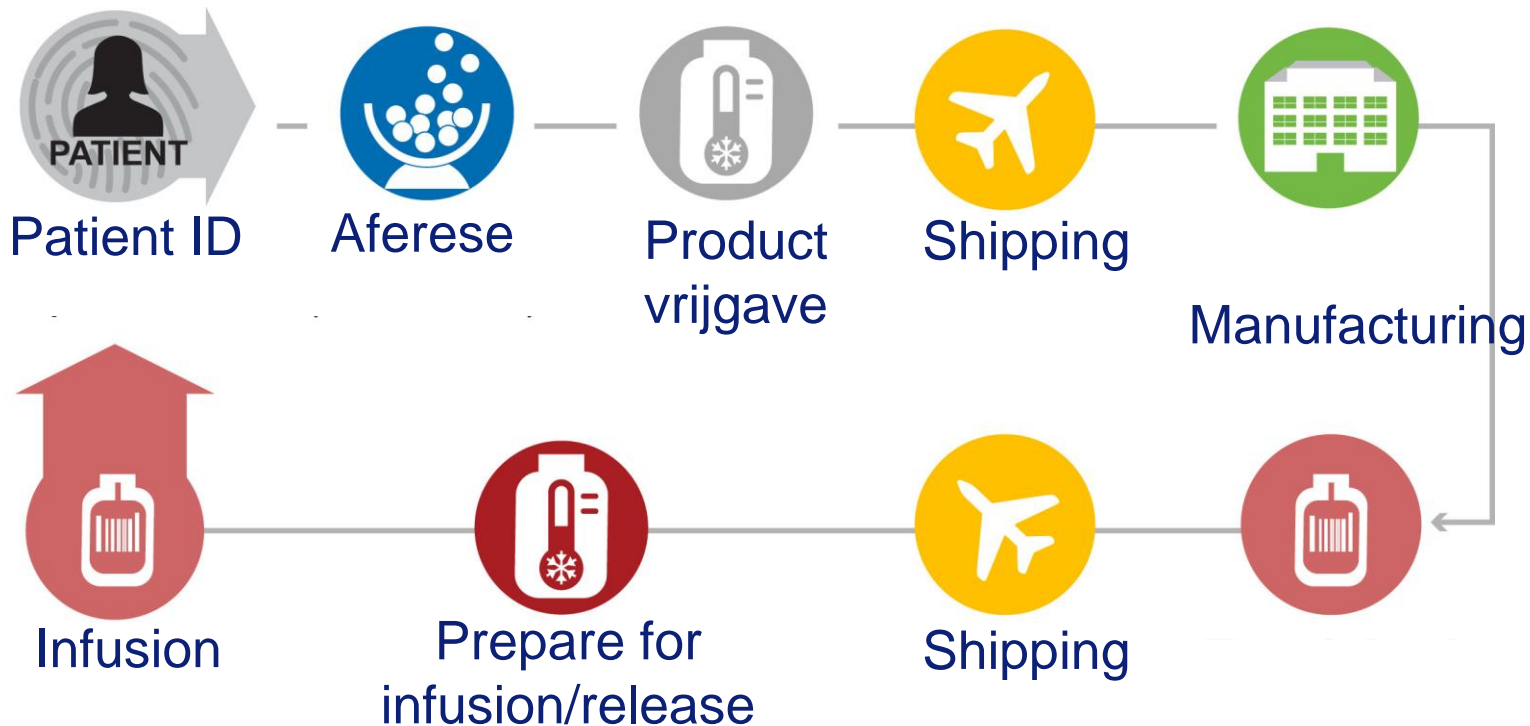 PATIENT
Patient ID
Aferese
Product
vrijgave
Shipping
Manufacturing
Infusion
Prepare for
infusion/release
Shipping